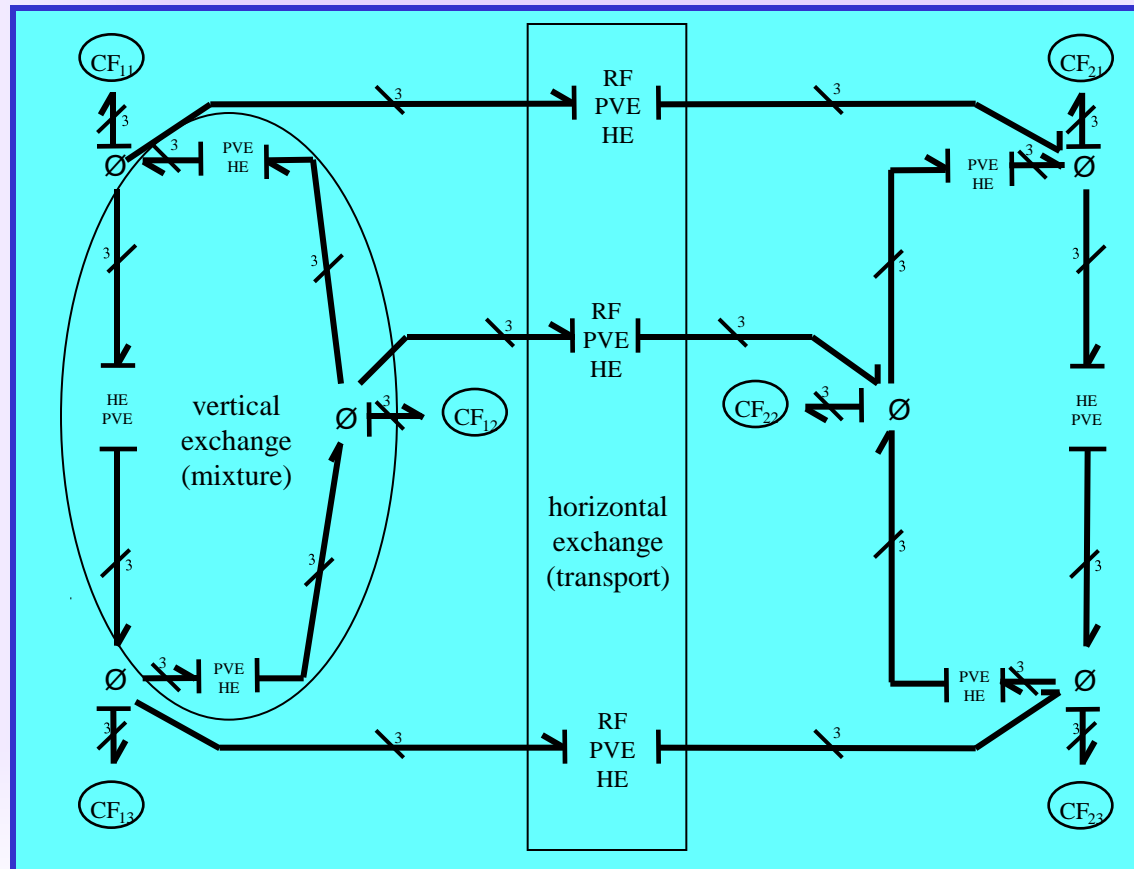 CF11
CF21
3
3
RF
PVE
HE
3
3
3
PVE
HE
3
Ø
PVE
HE
3
Ø
3
3
3
3
RF
PVE
HE
3
3
HE
PVE
vertical
exchange
(mixture)
Ø
3
CF12
CF22
3
Ø
HE
PVE
horizontal
exchange
(transport)
3
3
3
3
Ø
3
PVE
HE
PVE
HE
3
Ø
3
3
RF
PVE
HE
3
3
CF13
CF23